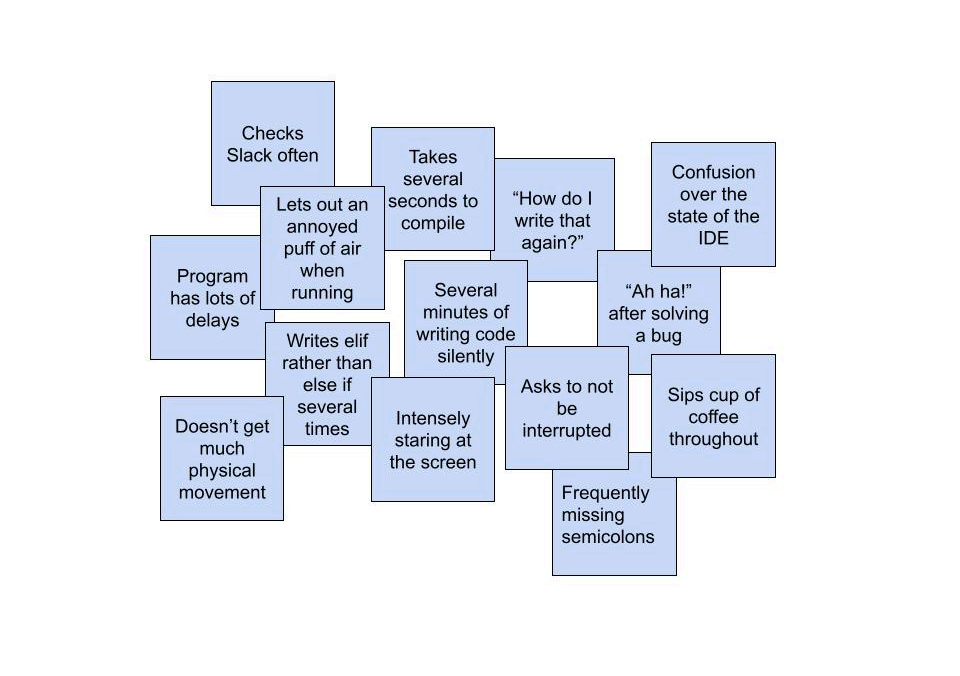 Checks
Slack often
Takes
several
seconds to
compile
“How do I
write that
again?”
Confusion
over the
state of the
IDE
Lets out an
annoyed
puff of air
when
running
Program
has lots of
delays
Several
minutes of
writing code
silently
“Ah ha!”
after solving
a bug
Writes elif
rather than
else if
several
times
Asks to not
be
interrupted
Sips cup of
coffee
throughout
Doesn’t get
much
physical
movement
Intensely
staring at
the screen
Frequently
missing
semicolons